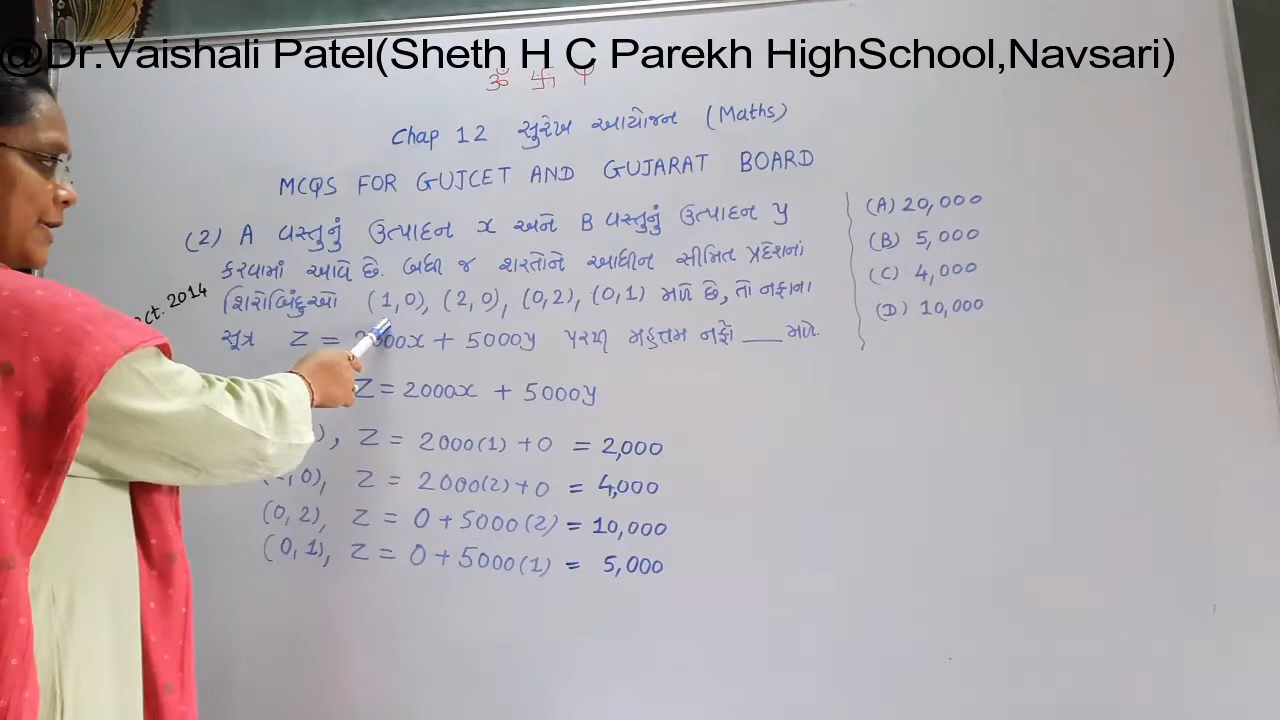 @Dr.Vaishali Patel(Sheth H C Parekh HighSchool,Navsari)
ॐ 卐
Chap 12 સુરેખ આયોજન (Maths)
MCQS FOR GUJCET AND GUJARAT BOARD
(2) A વસ્તુનું ઉત્પાદન x અને B વસ્તુનું ઉત્પાદન y
કરવામાં આવે છે. બધી જ શરતોને આધીન સીમિત પ્રદેશનાં
શિરોબિંદુઓ (1,0), (2,0), (0,2), (0,1) મળે છે, તો નફાના
સૂત્ર Z = 2000x + 5000y પરથી મહત્તમ નફો ___ મળે.
(A) 20,000
(B) 5,000
(C) 4,000
(D) 10,000
Oct. 2014
Z = 2000x + 5000y
), Z = 2000(1) + 0 = 2,000
,0), Z = 2000(2)+0 = 4,000
(0,2), Z = 0 + 5000(2) = 10,000
(0,1), Z = 0 + 5000(1) = 5,000